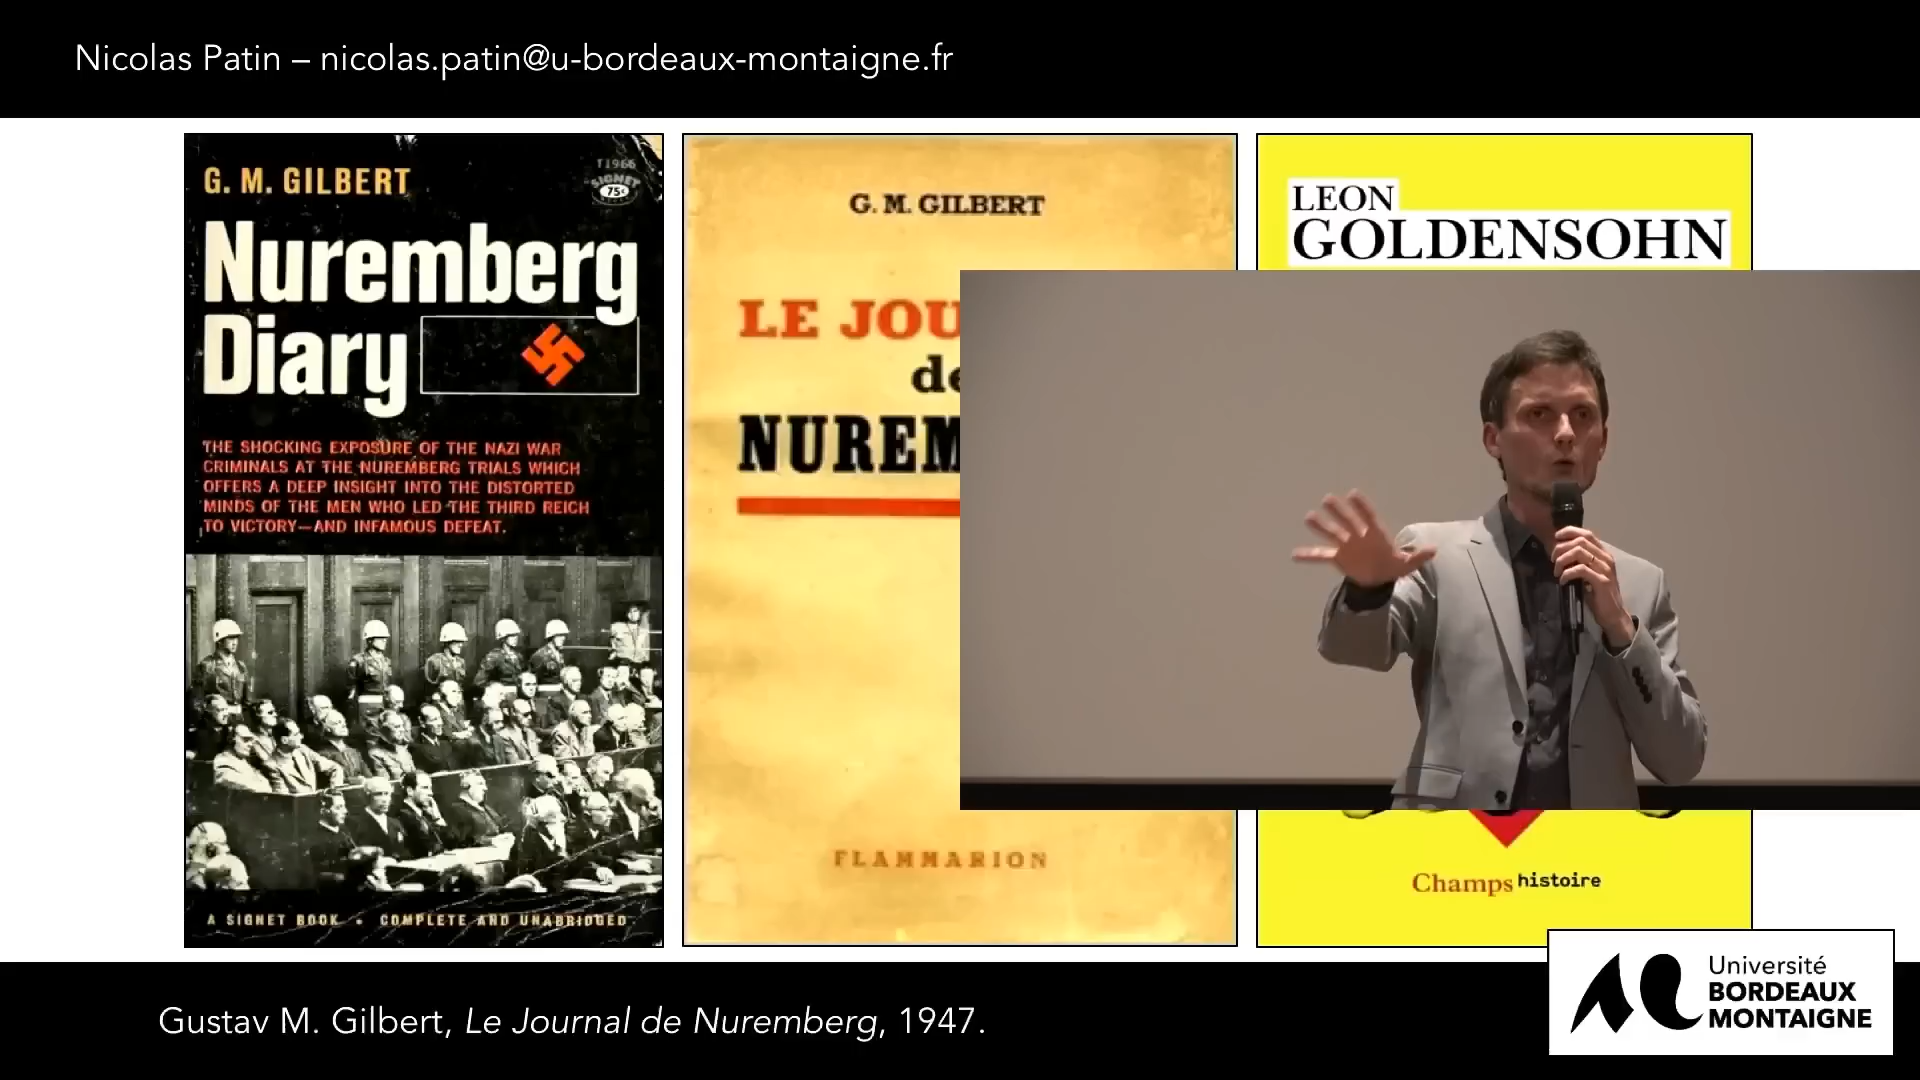 Nicolas Patin – nicolas.patin@u-bordeaux-montaigne.fr
G. M. GILBERT
T1966
SIGNET
75¢
Nuremberg
Diary
THE SHOCKING EXPOSURE OF THE NAZI WAR
CRIMINALS AT THE NUREMBERG TRIALS WHICH
OFFERS A DEEP INSIGHT INTO THE DISTORTED
MINDS OF THE MEN WHO LED THE THIRD REICH
TO VICTORY—AND INFAMOUS DEFEAT.
A SIGNET BOOK • COMPLETE AND UNABRIDGED
G. M. GILBERT
LE JOU
de
NUREM
FLAMMARION
LEON
GOLDENSOHN
Champs histoire
Gustav M. Gilbert, Le Journal de Nuremberg, 1947.
Université
BORDEAUX
MONTAIGNE